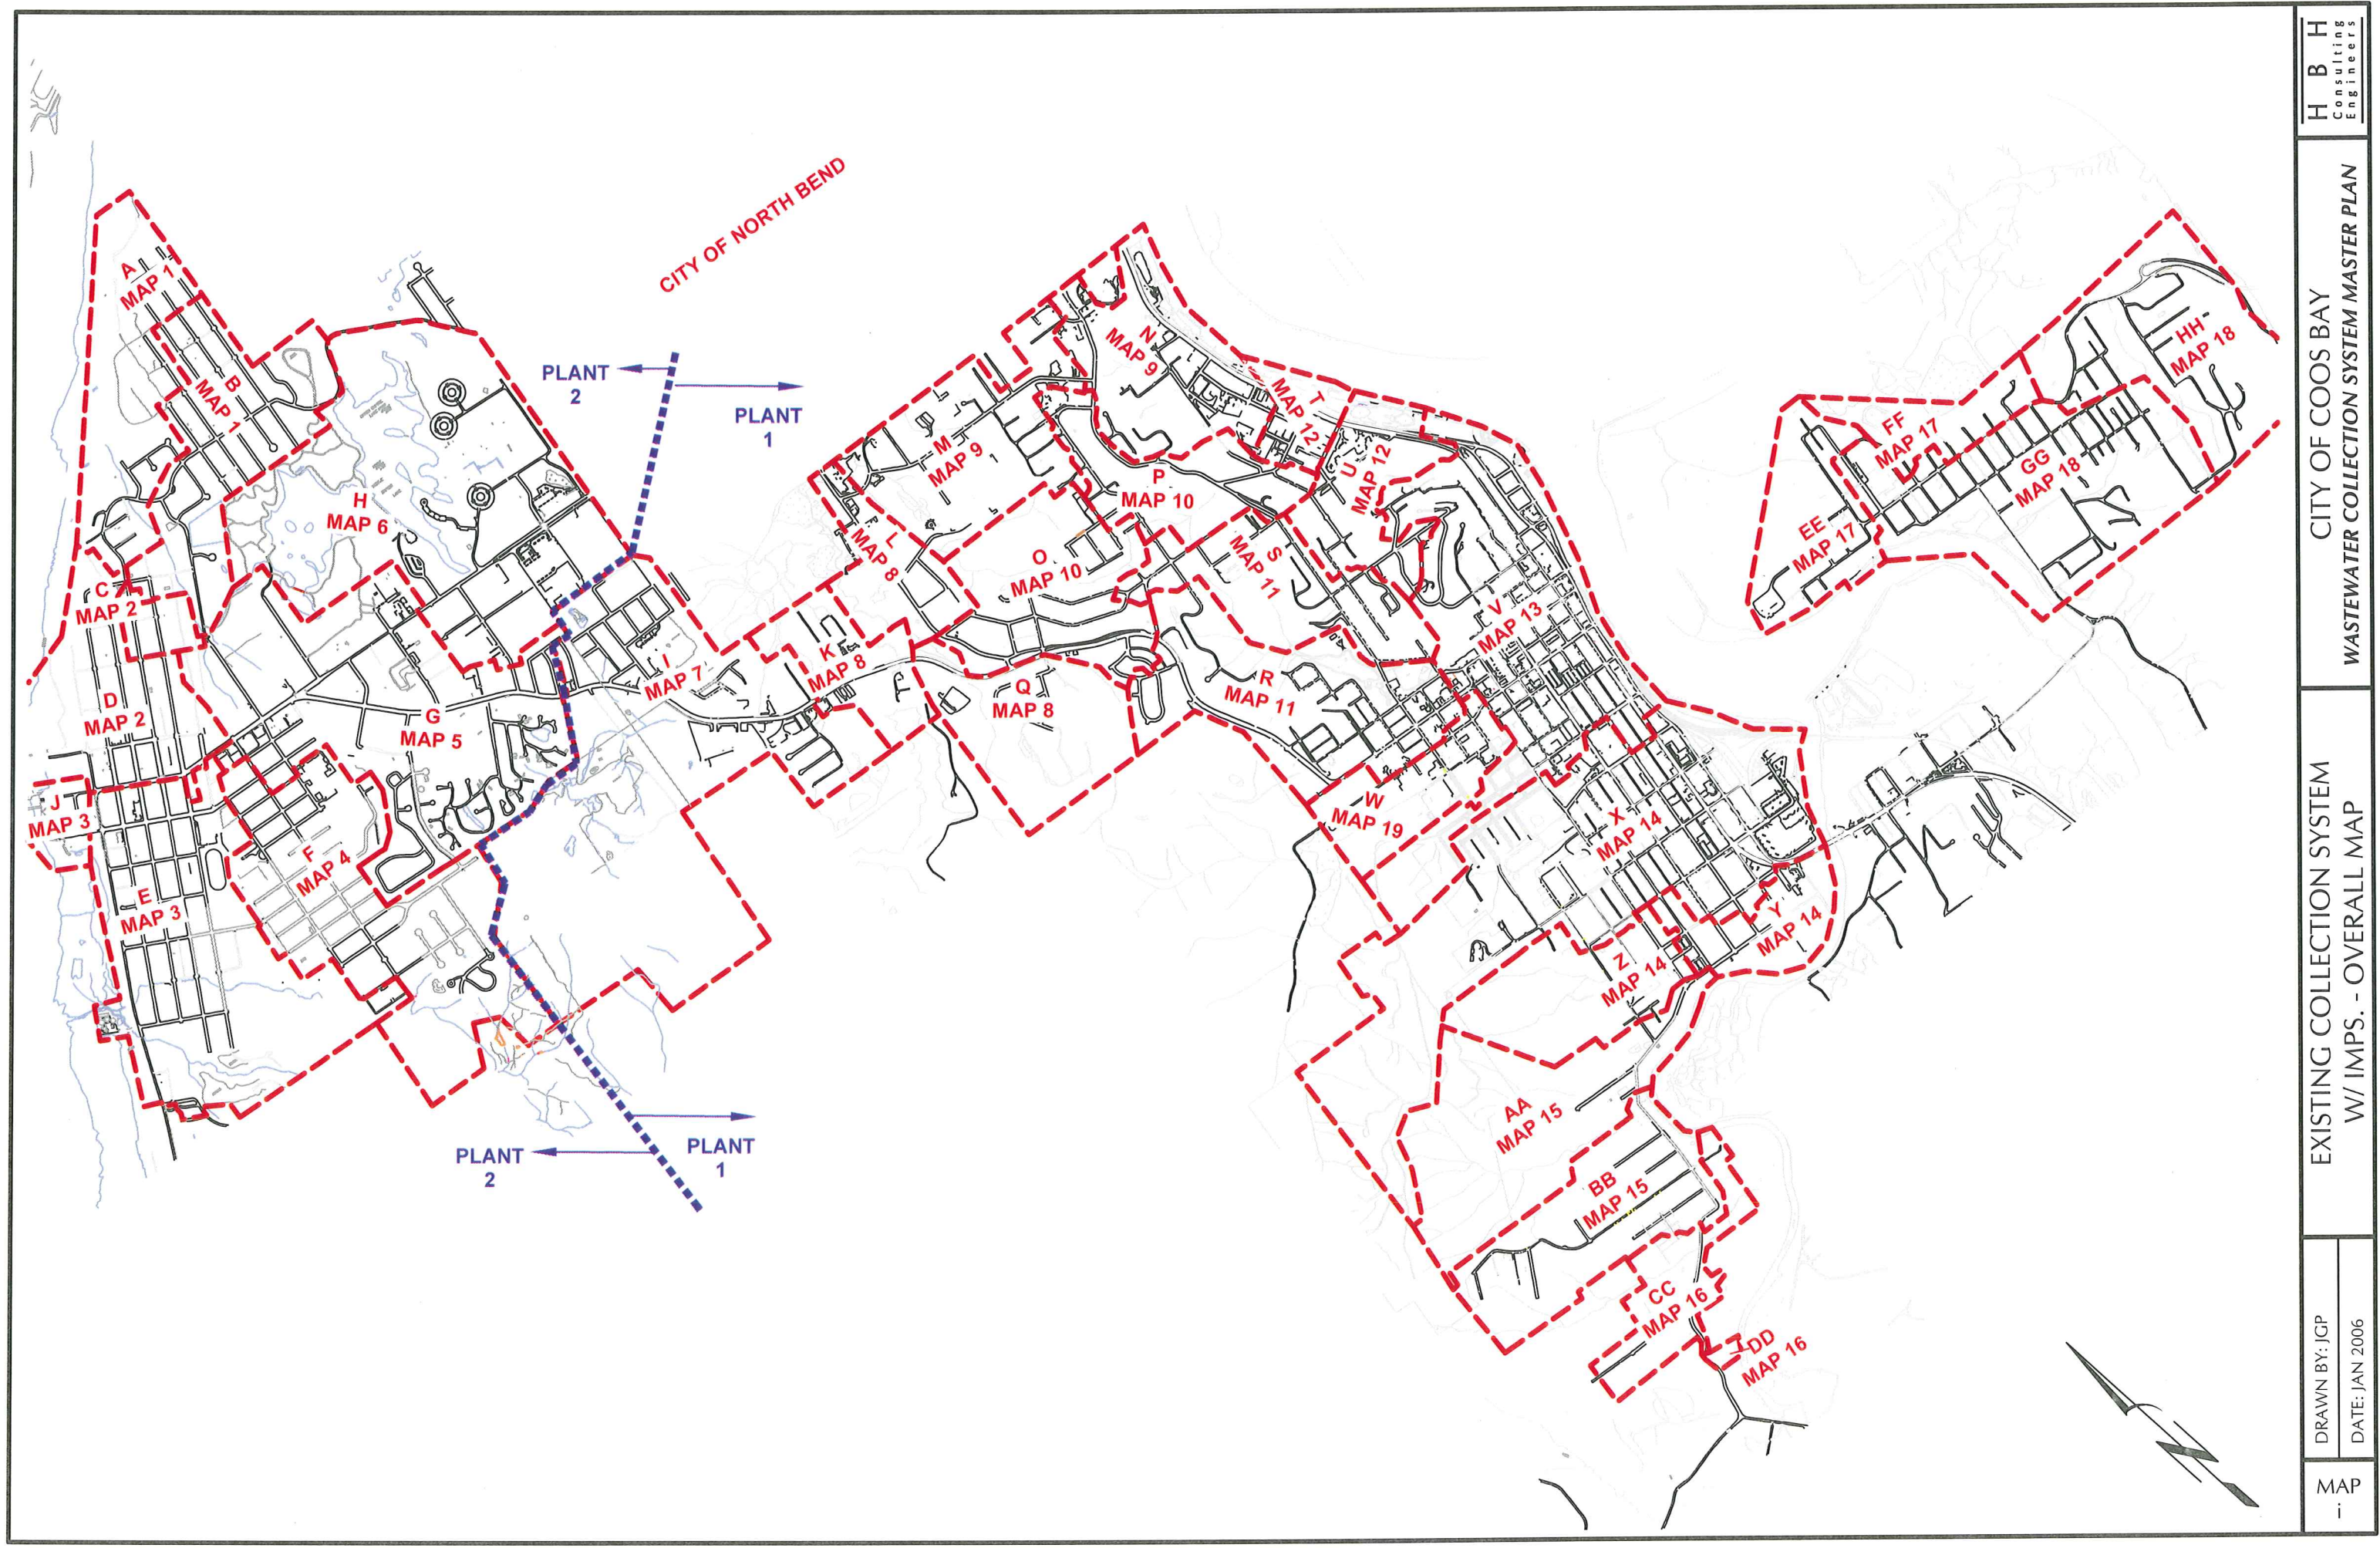 A
MAP 1
B
MAP 1
C
MAP 2
D
MAP 2
J
MAP 3
E
MAP 3
F
MAP 4
G
MAP 5
H
MAP 6
I
MAP 7
CITY OF NORTH BEND
PLANT
2
PLANT
1
PLANT
2
PLANT
1
K
MAP 8
L
MAP 8
M
MAP 9
N
MAP 9
O
MAP 10
P
MAP 10
Q
MAP 8
R
MAP 11
S
MAP 11
T
MAP 12
U
MAP 12
V
MAP 13
W
MAP 19
X
MAP 14
Y
MAP 14
Z
MAP 14
AA
MAP 15
BB
MAP 15
CC
MAP 16
DD
MAP 16
EE
MAP 17
FF
MAP 17
GG
MAP 18
HH
MAP 18
N
H B H
Consulting
Engineers
CITY OF COOS BAY
WASTEWATER COLLECTION SYSTEM MASTER PLAN
EXISTING COLLECTION SYSTEM
W/ IMPS. - OVERALL MAP
DRAWN BY: JGP
DATE: JAN 2006
MAP
i